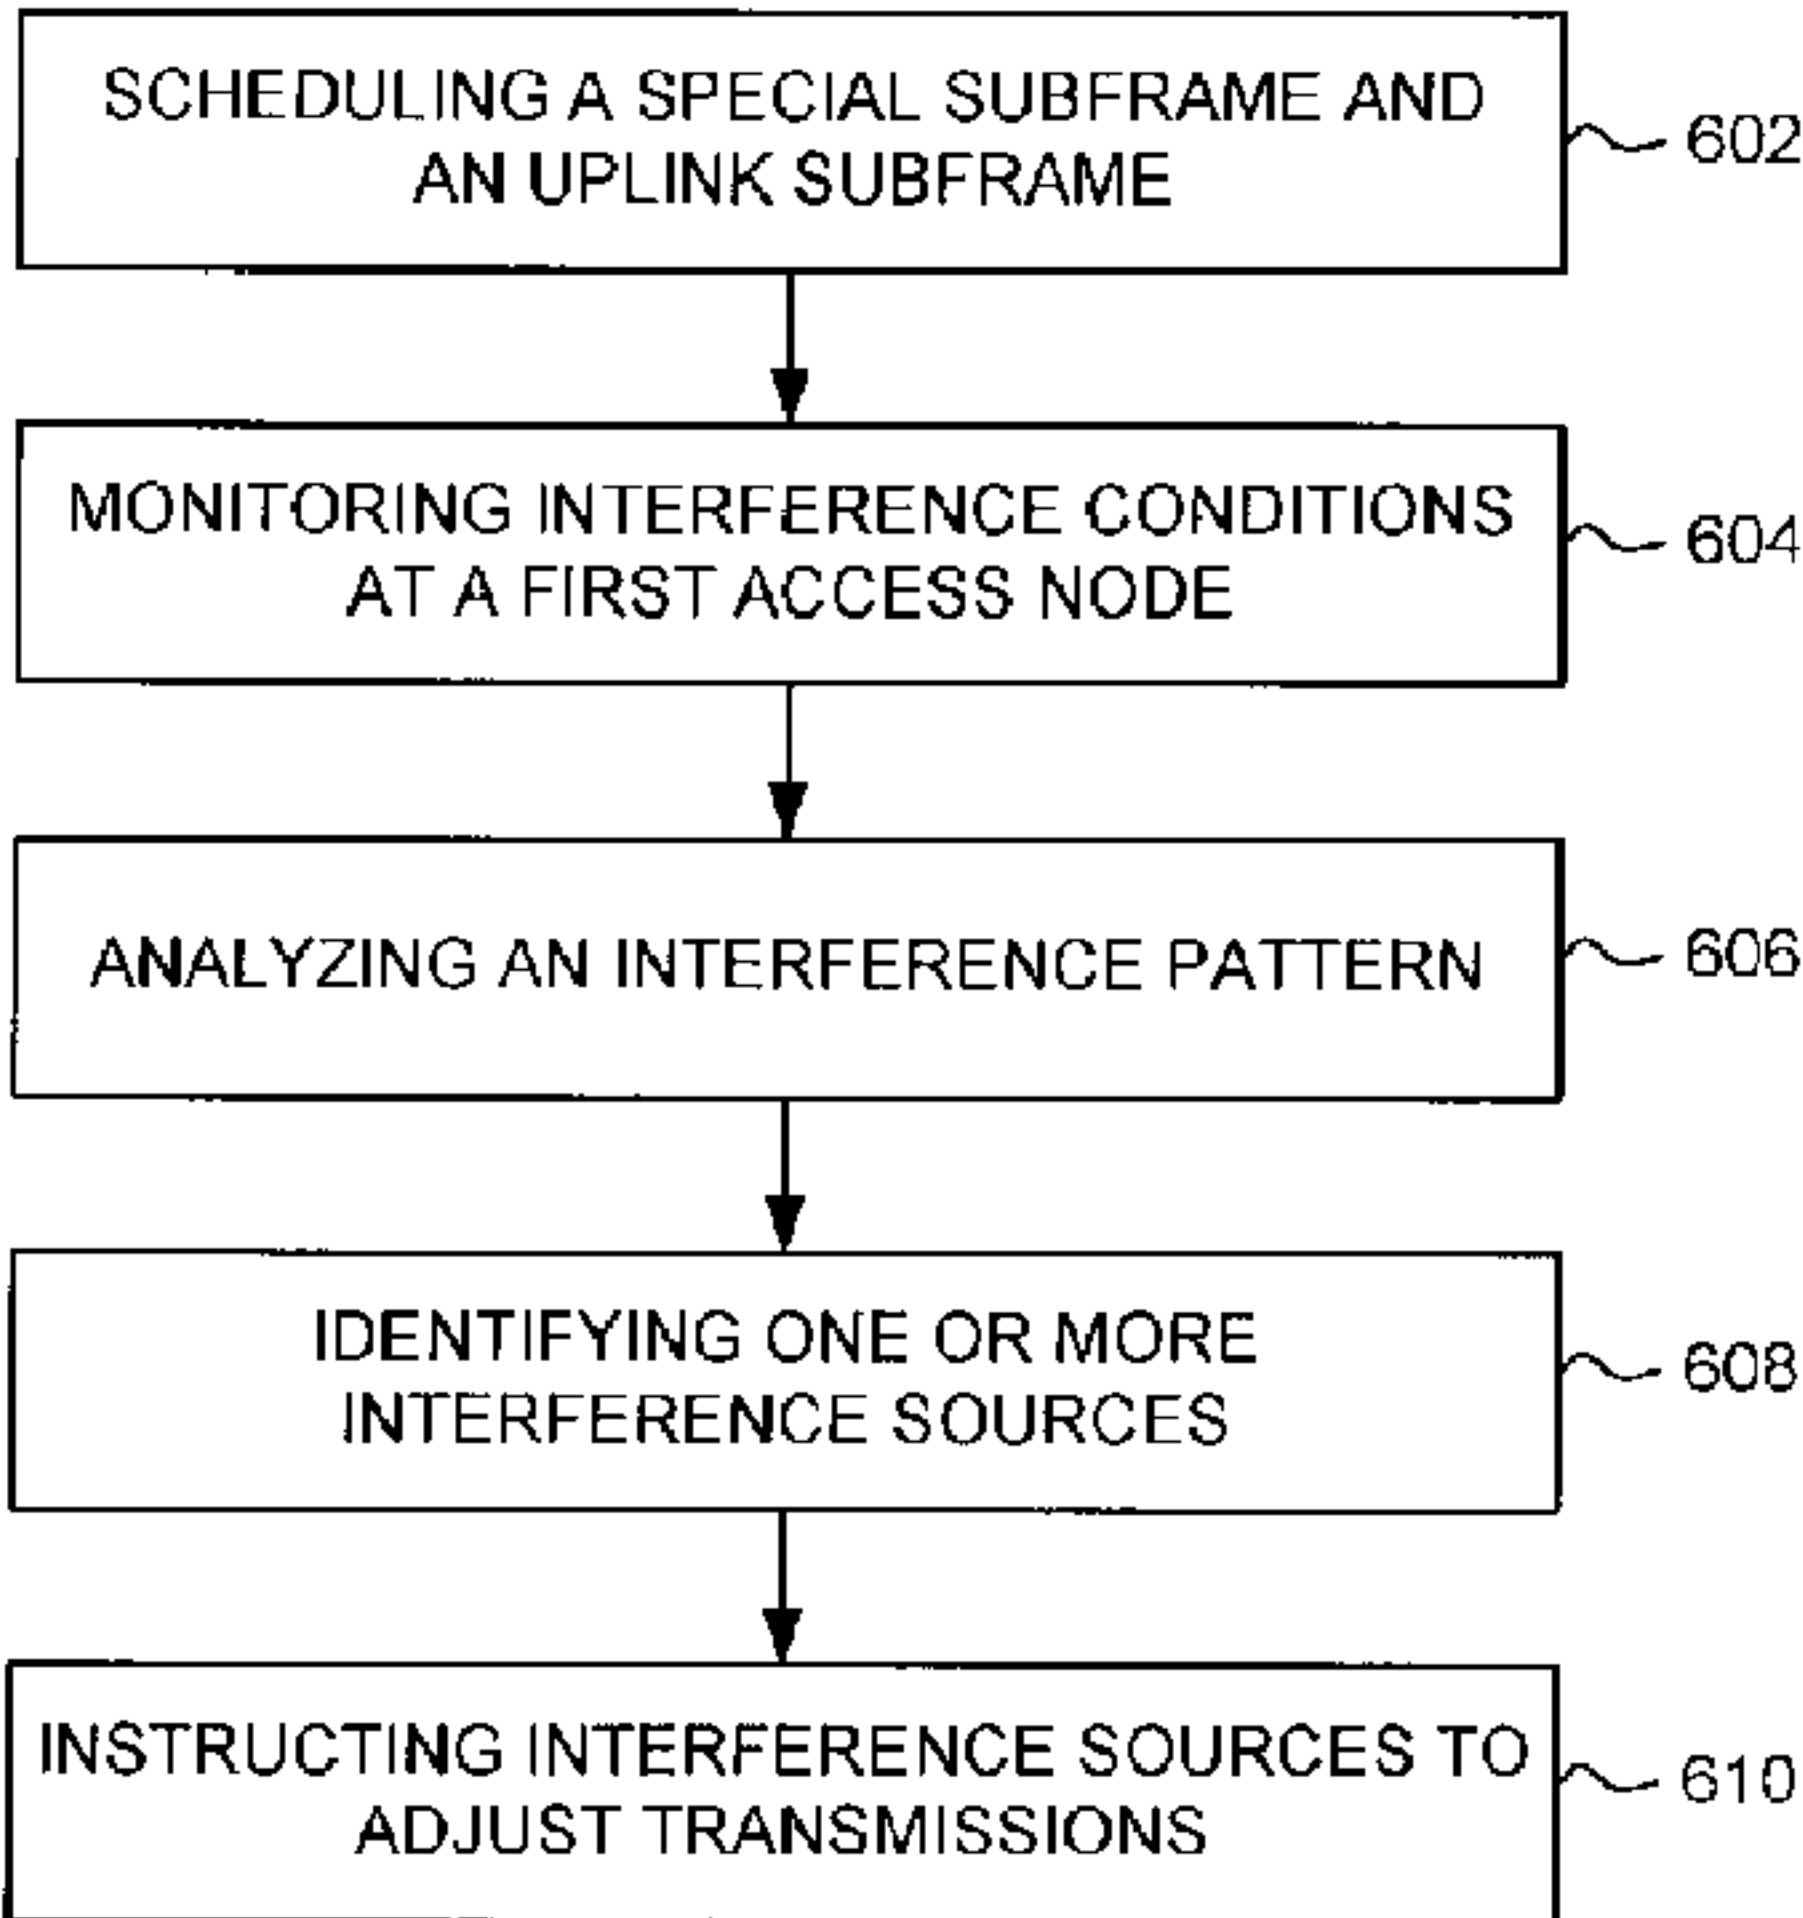 SCHEDULING A SPECIAL SUBFRAME AND
AN UPLINK SUBFRAME
602
MONITORING INTERFERENCE CONDITIONS
AT A FIRST ACCESS NODE
604
ANALYZING AN INTERFERENCE PATTERN
606
IDENTIFYING ONE OR MORE
INTERFERENCE SOURCES
608
INSTRUCTING INTERFERENCE SOURCES TO
ADJUST TRANSMISSIONS
610